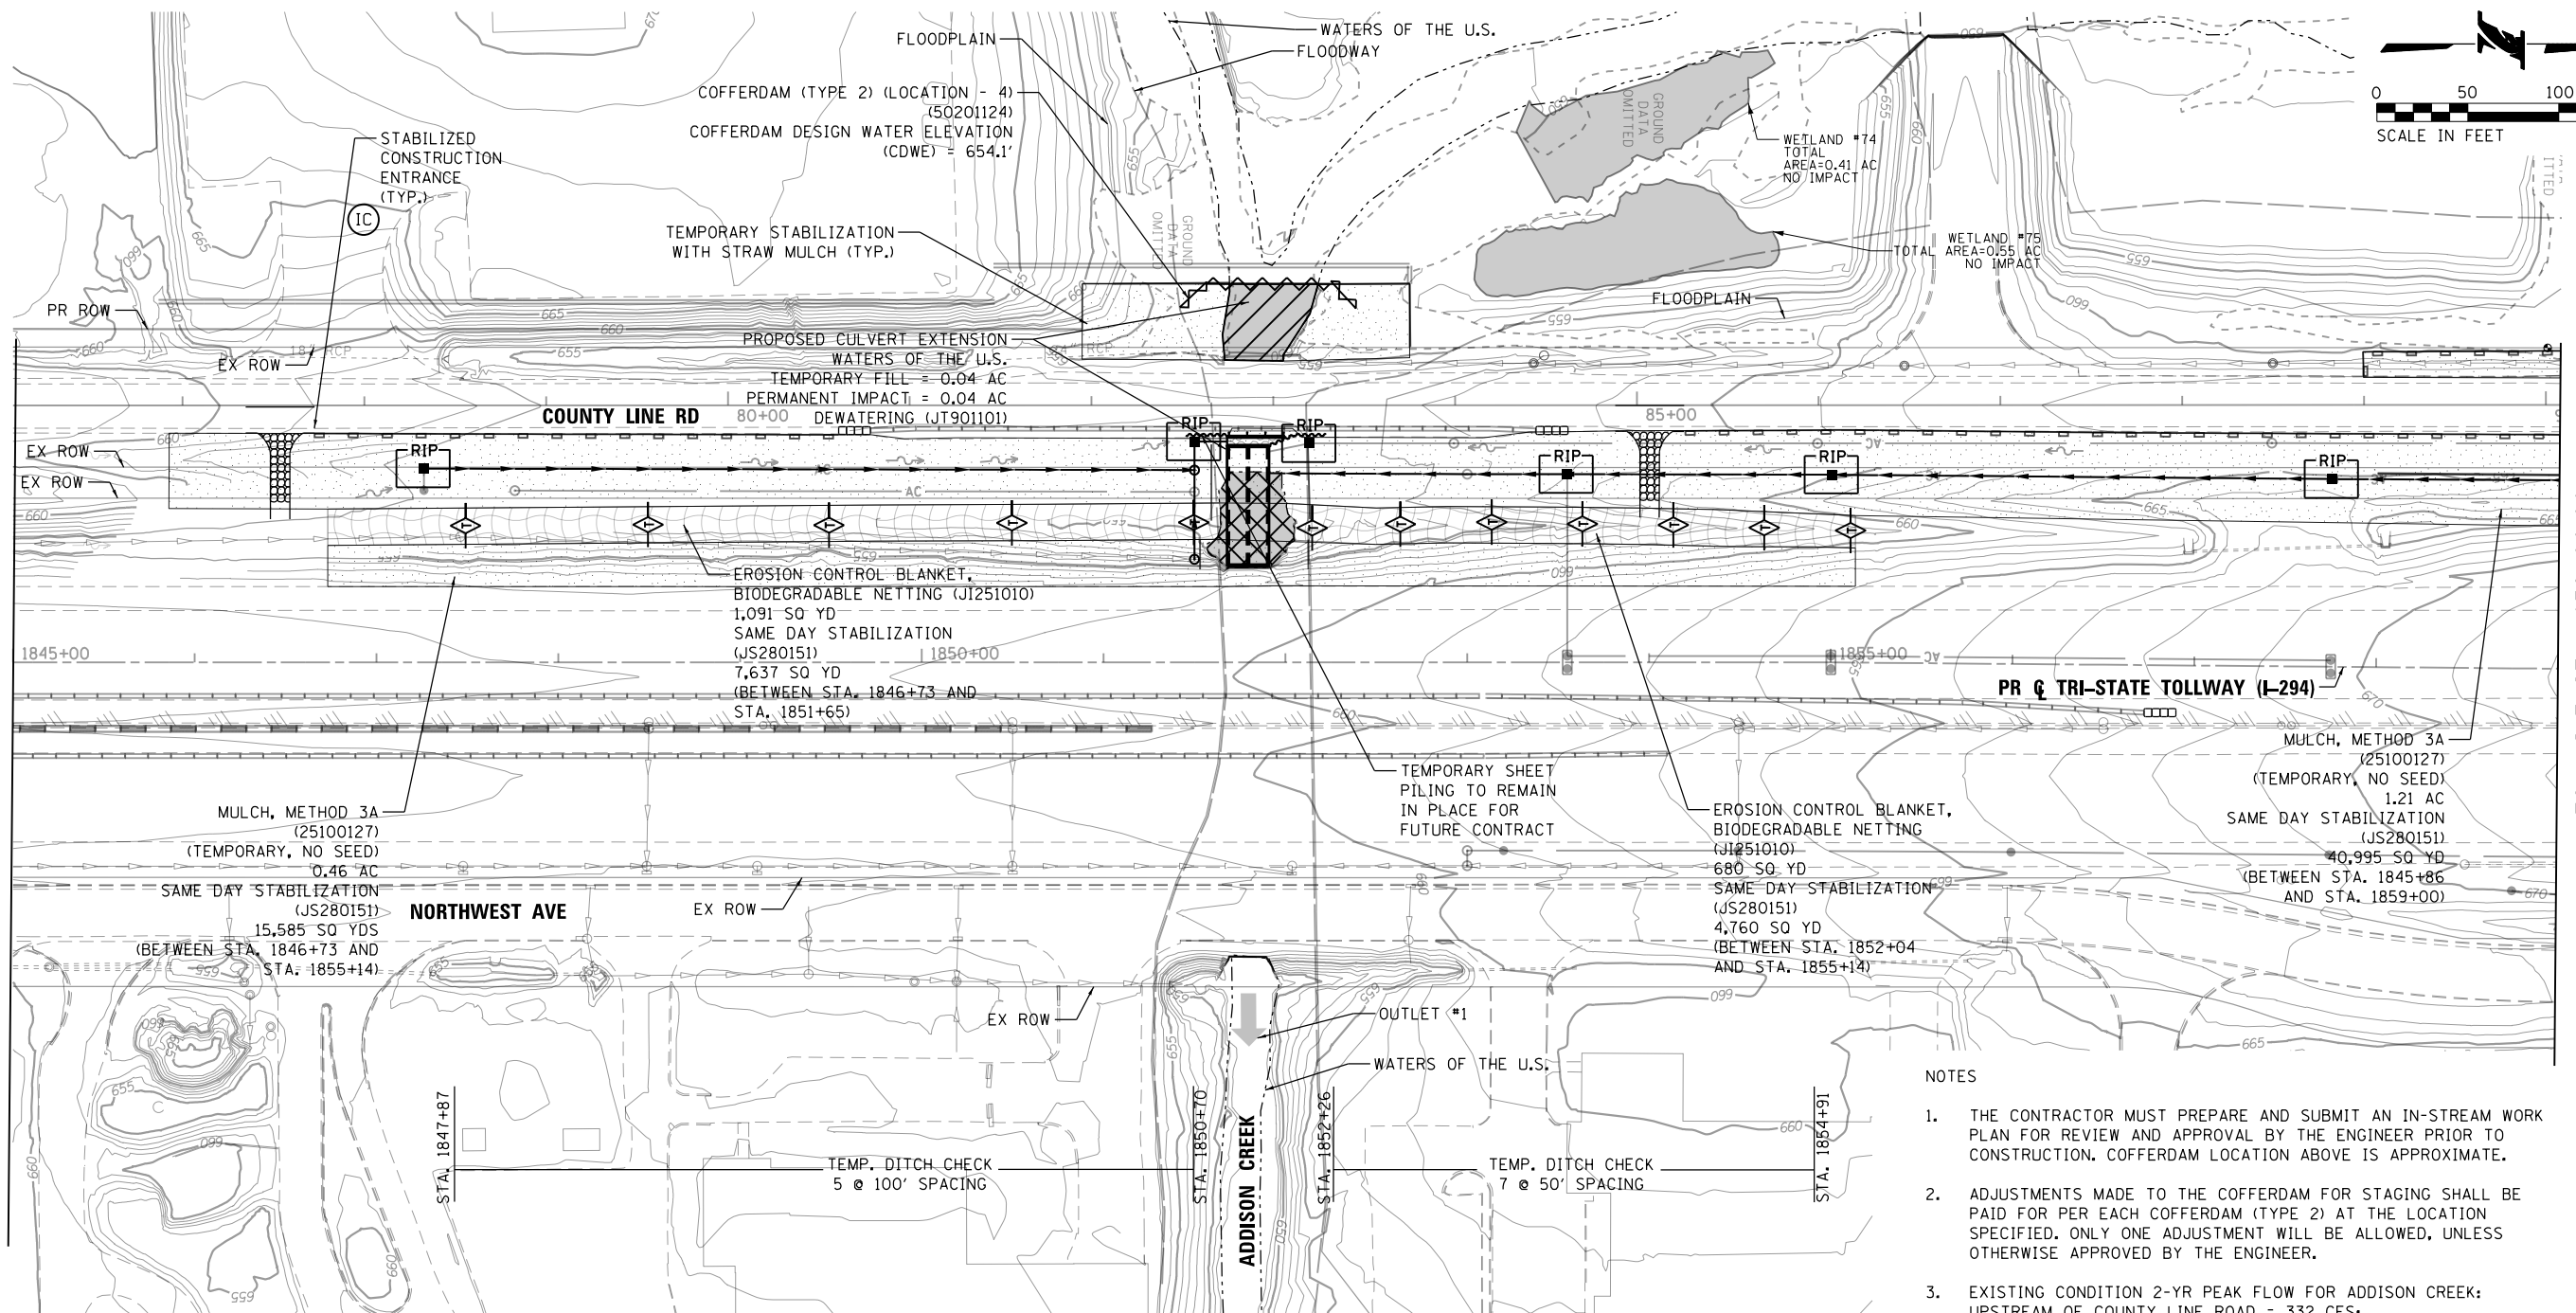 WATERS OF THE U.S.
FLOODPLAIN
FLOODWAY
COFFERDAM (TYPE 2) (LOCATION - 4)
(50201124)
COFFERDAM DESIGN WATER ELEVATION
(CDWE) = 654.1'
STABILIZED
CONSTRUCTION
ENTRANCE
(TYP.)
IC
TEMPORARY STABILIZATION
WITH STRAW MULCH (TYP.)
GROUND
DATA
OMITTED
GROUND
DATA
OMITTED
WETLAND #74
TOTAL
AREA=0.41 AC
NO IMPACT
WETLAND #75
TOTAL AREA=0.55 AC
NO IMPACT
0 50 100
SCALE IN FEET
FLOODPLAIN
PR ROW
EX ROW
PROPOSED CULVERT EXTENSION
WATERS OF THE U.S.
TEMPORARY FILL = 0.04 AC
PERMANENT IMPACT = 0.04 AC
DEWATERING (JT901101)
COUNTY LINE RD
80+00
85+00
EX ROW
EX ROW
RIP
RIP
RIP
RIP
RIP
RIP
AC
AC
T T T T T T T T T T T T
EROSION CONTROL BLANKET,
BIODEGRADABLE NETTING (JI251010)
1,091 SQ YD
SAME DAY STABILIZATION
(JS280151)
7,637 SQ YD
(BETWEEN STA. 1846+73 AND
STA. 1851+65)
1845+00
1850+00
1855+00
AC
PR ℄ TRI-STATE TOLLWAY (I-294)
MULCH, METHOD 3A
(25100127)
(TEMPORARY, NO SEED)
0.46 AC
SAME DAY STABILIZATION
(JS280151)
15,585 SQ YDS
(BETWEEN STA. 1846+73 AND
STA. 1855+14)
NORTHWEST AVE
EX ROW
EX ROW
TEMPORARY SHEET
PILING TO REMAIN
IN PLACE FOR
FUTURE CONTRACT
EROSION CONTROL BLANKET,
BIODEGRADABLE NETTING
(JI251010)
680 SQ YD
SAME DAY STABILIZATION
(JS280151)
4,760 SQ YD
(BETWEEN STA. 1852+04
AND STA. 1855+14)
MULCH, METHOD 3A
(25100127)
(TEMPORARY, NO SEED)
1.21 AC
SAME DAY STABILIZATION
(JS280151)
40,995 SQ YD
(BETWEEN STA. 1845+86
AND STA. 1859+00)
OUTLET #1
WATERS OF THE U.S.
ADDISON CREEK
STA. 1847+87
TEMP. DITCH CHECK
5 @ 100' SPACING
STA. 1850+70
STA. 1852+26
TEMP. DITCH CHECK
7 @ 50' SPACING
STA. 1854+91
NOTES
1. THE CONTRACTOR MUST PREPARE AND SUBMIT AN IN-STREAM WORK
PLAN FOR REVIEW AND APPROVAL BY THE ENGINEER PRIOR TO
CONSTRUCTION. COFFERDAM LOCATION ABOVE IS APPROXIMATE.
2. ADJUSTMENTS MADE TO THE COFFERDAM FOR STAGING SHALL BE
PAID FOR PER EACH COFFERDAM (TYPE 2) AT THE LOCATION
SPECIFIED. ONLY ONE ADJUSTMENT WILL BE ALLOWED, UNLESS
OTHERWISE APPROVED BY THE ENGINEER.
3. EXISTING CONDITION 2-YR PEAK FLOW FOR ADDISON CREEK:
UPSTREAM OF COUNTY LINE ROAD = 332 CFS;